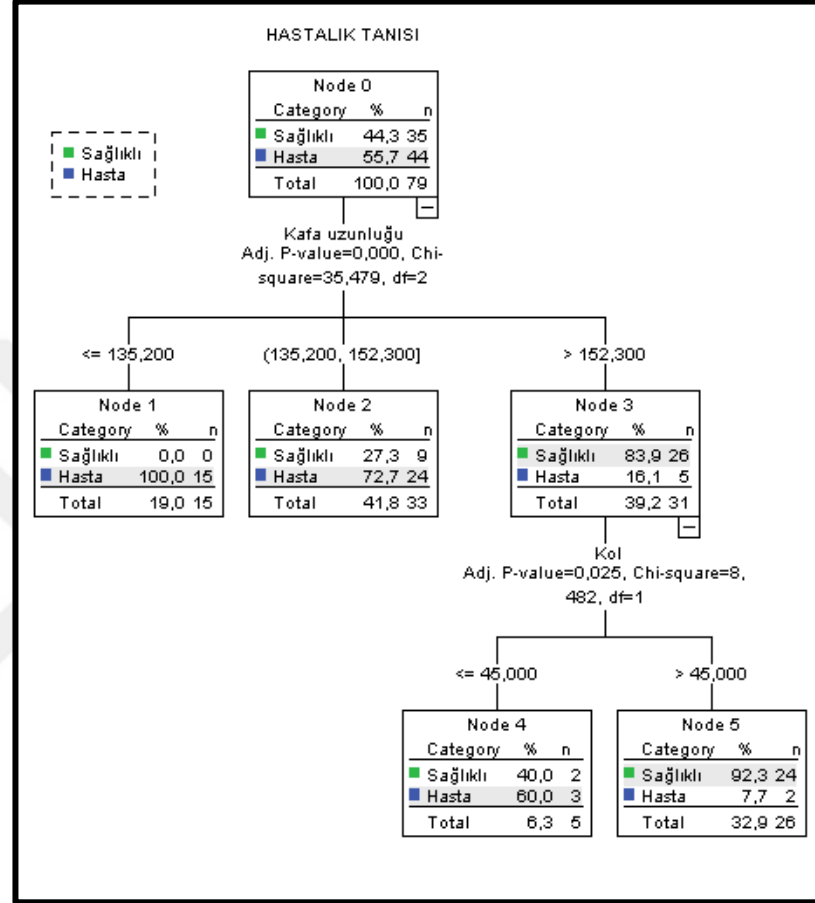 HASTALIK TANISI
Sağlıklı
Hasta
Node 0
Category % n
Sağlıklı 44,3 35
Hasta 55,7 44
Total 100,0 79
Kafa uzunluğu
Adj. P-value=0,000, Chi-
square=35,479, df=2
<= 135,200
(135,200, 152,300]
> 152,300
Node 1
Category % n
Sağlıklı 0,0 0
Hasta 100,0 15
Total 19,0 15
Node 2
Category % n
Sağlıklı 27,3 9
Hasta 72,7 24
Total 41,8 33
Node 3
Category % n
Sağlıklı 83,9 26
Hasta 16,1 5
Total 39,2 31
Kol
Adj. P-value=0,025, Chi-square=8,
482, df=1
<= 45,000
> 45,000
Node 4
Category % n
Sağlıklı 40,0 2
Hasta 60,0 3
Total 6,3 5
Node 5
Category % n
Sağlıklı 92,3 24
Hasta 7,7 2
Total 32,9 26